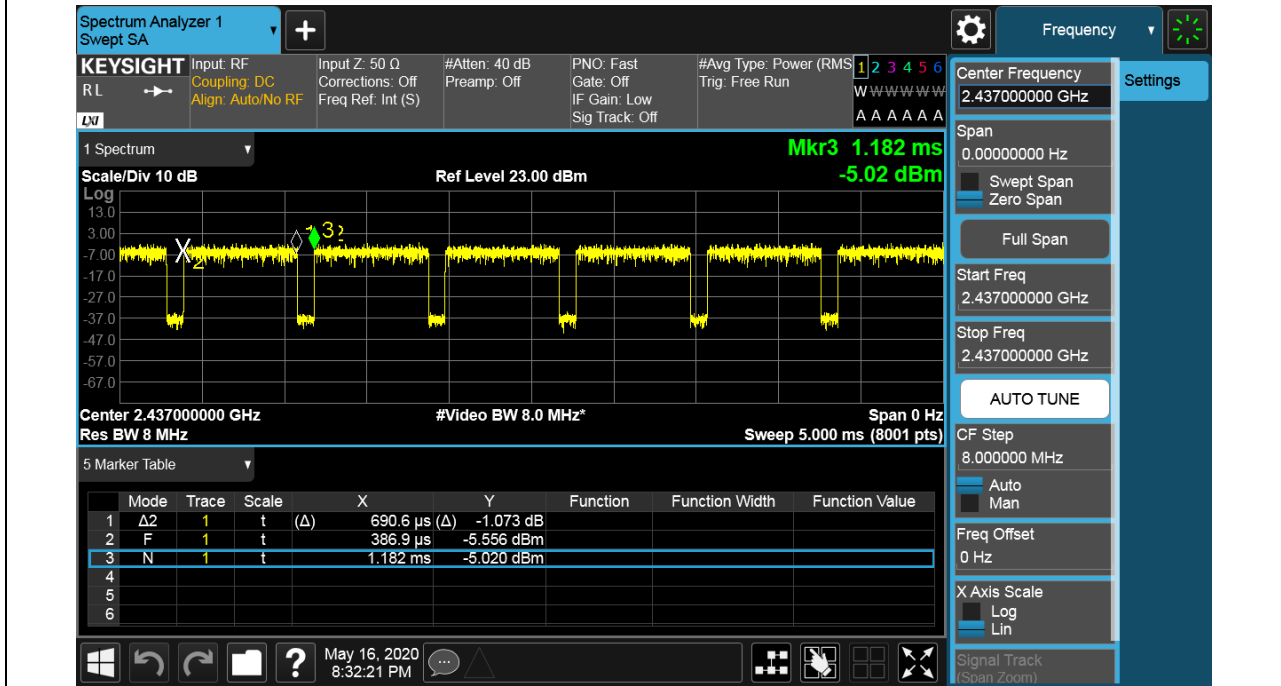 Spectrum Analyzer 1
Swept SA
+
Frequency
KEYSIGHT
RL
LXI
Input: RF
Coupling: DC
Align: Auto/No RF
Input Z: 50 Ω
Corrections: Off
Freq Ref: Int (S)
#Atten: 40 dB
Preamp: Off
PNO: Fast
Gate: Off
IF Gain: Low
Sig Track: Off
#Avg Type: Power (RMS
Trig: Free Run
1 2 3 4 5 6
W W W W W W
A A A A A A
1 Spectrum
Mkr3 1.182 ms
Scale/Div 10 dB
Ref Level 23.00 dBm
-5.02 dBm
Log
13.0
3.00
-7.00
-17.0
-27.0
-37.0
-47.0
-57.0
-67.0
X
2
3
Center 2.437000000 GHz
#Video BW 8.0 MHz*
Span 0 Hz
Res BW 8 MHz
Sweep 5.000 ms (8001 pts)
5 Marker Table
Mode Trace Scale X Y Function Function Width Function Value
1 Δ2 1 t (Δ) 690.6 µs (Δ) -1.073 dB
2 F 1 t 386.9 µs -5.556 dBm
3 N 1 t 1.182 ms -5.020 dBm
4
5
6
?
May 16, 2020
8:32:21 PM
Settings
Center Frequency
2.437000000 GHz
Span
0.00000000 Hz
Swept Span
Zero Span
Full Span
Start Freq
2.437000000 GHz
Stop Freq
2.437000000 GHz
AUTO TUNE
CF Step
8.000000 MHz
Auto
Man
Freq Offset
0 Hz
X Axis Scale
Log
Lin
Signal Track
(Span Zoom)